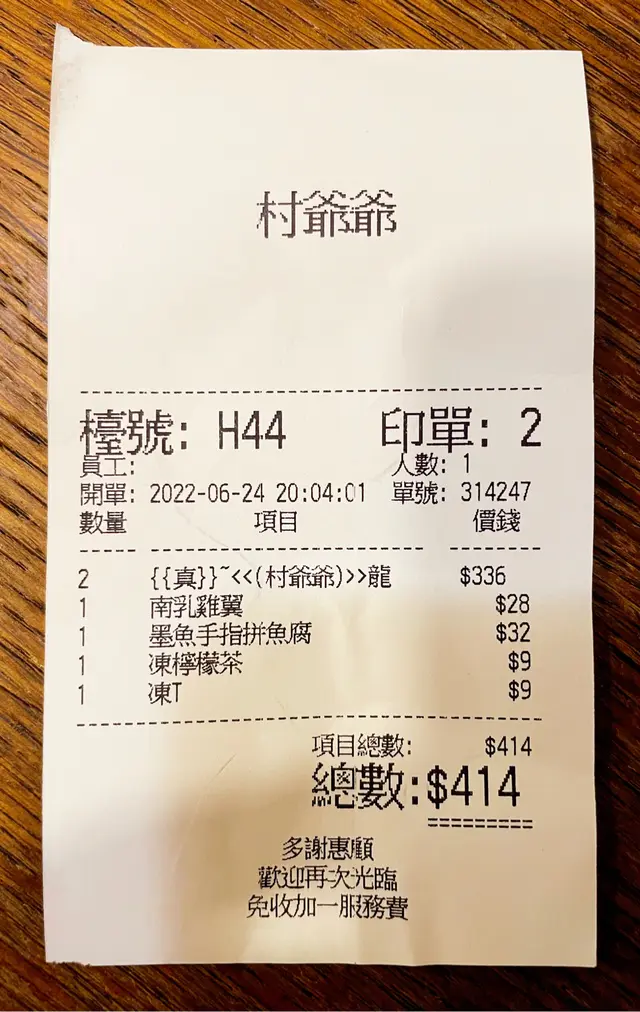 村爺爺
檯號: H44 印單: 2
員工: 人數: 1
開單: 2022-06-24 20:04:01 單號: 314247
數量 項目 價錢
2 {{真}}~<<(村爺爺)>>龍 $336
1 南乳雞翼 $28
1 墨魚手指拼魚腐 $32
1 凍檸檬茶 $9
1 凍T $9
項目總數: $414
總數:$414
多謝惠顧
歡迎再次光臨
免收加一服務費